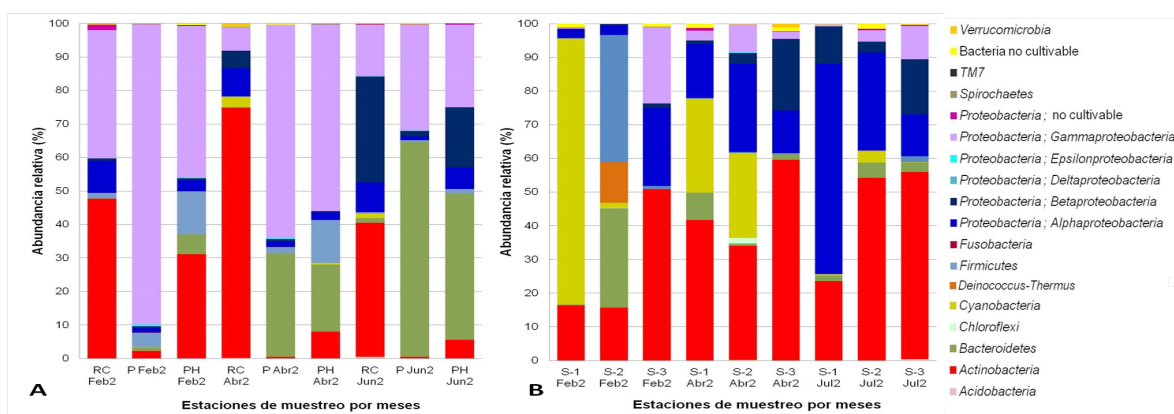 Abundancia relativa (%)
100
90
80
70
60
50
40
30
20
10
0
RC Feb2
P Feb2
PH Feb2
RC Abr2
P Abr2
PH Abr2
RC Jun2
P Jun2
PH Jun2
A
Estaciones de muestreo por meses
Abundancia relativa (%)
100
90
80
70
60
50
40
30
20
10
0
S-1 Feb2
S-2 Feb2
S-3 Feb2
S-1 Abr2
S-2 Abr2
S-3 Abr2
S-1 Jul2
S-2 Jul2
S-3 Jul2
B
Estaciones de muestreo por meses
Verrucomicrobia
Bacteria no cultivable
TM7
Spirochaetes
Proteobacteria ; no cultivable
Proteobacteria ; Gammaproteobacteria
Proteobacteria ; Epsilonproteobacteria
Proteobacteria ; Deltaproteobacteria
Proteobacteria ; Betaproteobacteria
Proteobacteria ; Alphaproteobacteria
Fusobacteria
Firmicutes
Deinococcus-Thermus
Cyanobacteria
Chloroflexi
Bacteroidetes
Actinobacteria
Acidobacteria